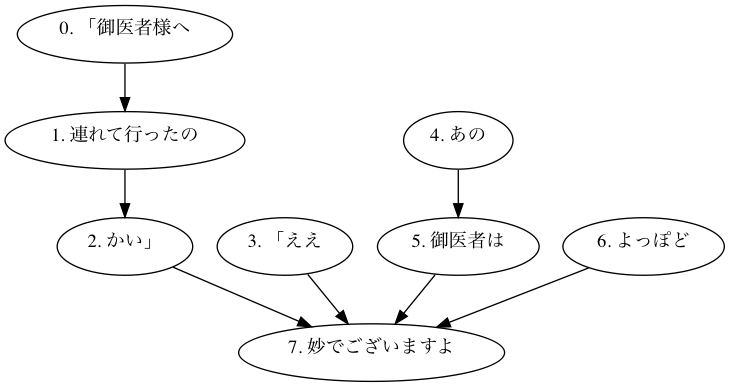 0. 「御医者様へ
1. 連れて行ったの
4. あの
2. かい」
3. 「ええ
5. 御医者は
6. よっぽど
7. 妙でございますよ